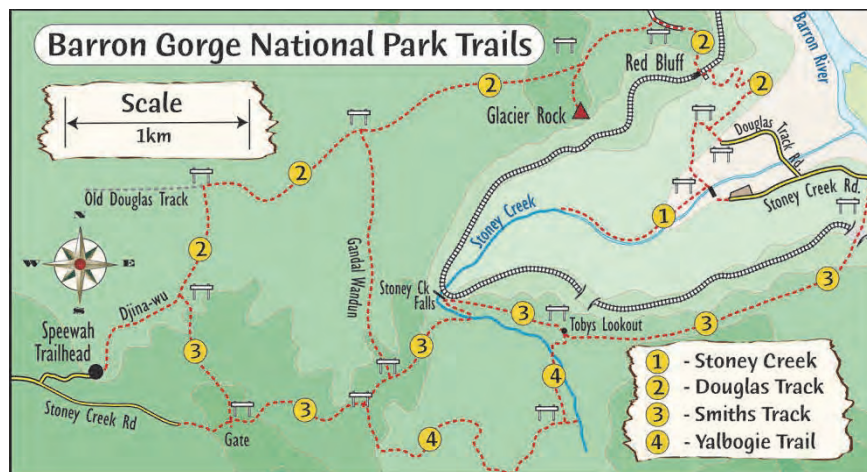 Barron Gorge National Park Trails
Scale
1km
2
Red Bluff
2
Barron
River
2
Glacier Rock
Douglas
Track Rd.
2
Old Douglas Track
Stoney Creek
1
Stoney Creek Rd.
N
W
E
S
2
Gandal Wandun
Djina-wu
Stoney Ck
Falls
3
Tobys Lookout
3
3
Speewah
Trailhead
3
3
4
Stoney Creek Rd
Gate
3
4
1 - Stoney Creek
2 - Douglas Track
3 - Smiths Track
4 - Yalbogie Trail